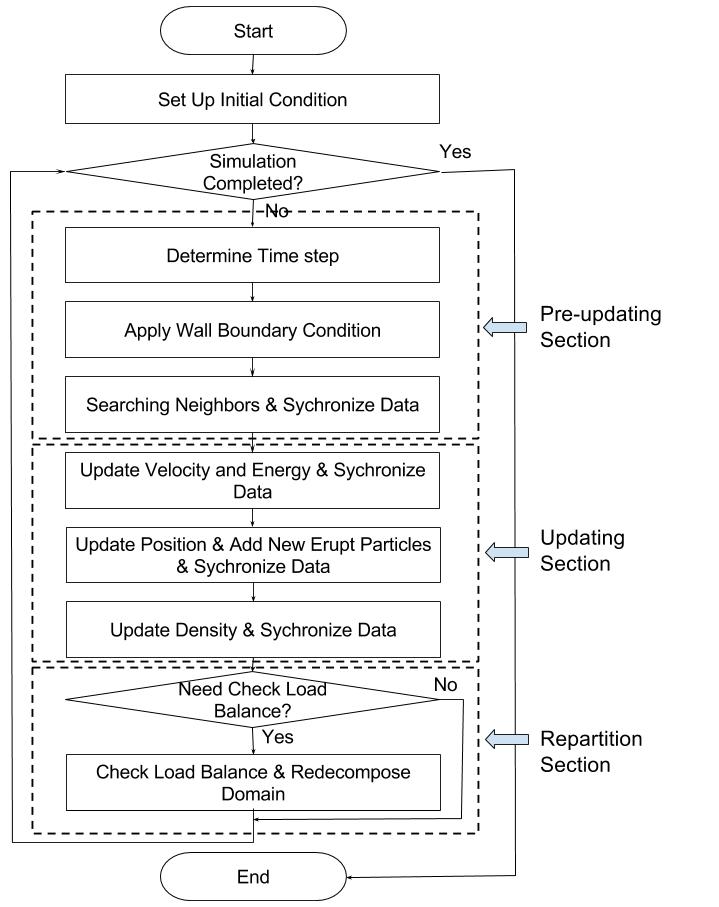 Start
Set Up Initial Condition
Simulation
Completed?
Yes
No
Determine Time step
Apply Wall Boundary Condition
Searching Neighbors & Sychronize Data
Pre-updating
Section
Update Velocity and Energy & Sychronize
Data
Update Position & Add New Erupt Particles
& Sychronize Data
Update Density & Sychronize Data
Updating
Section
Need Check Load
Balance?
No
Yes
Check Load Balance & Redecompose
Domain
Repartition
Section
End